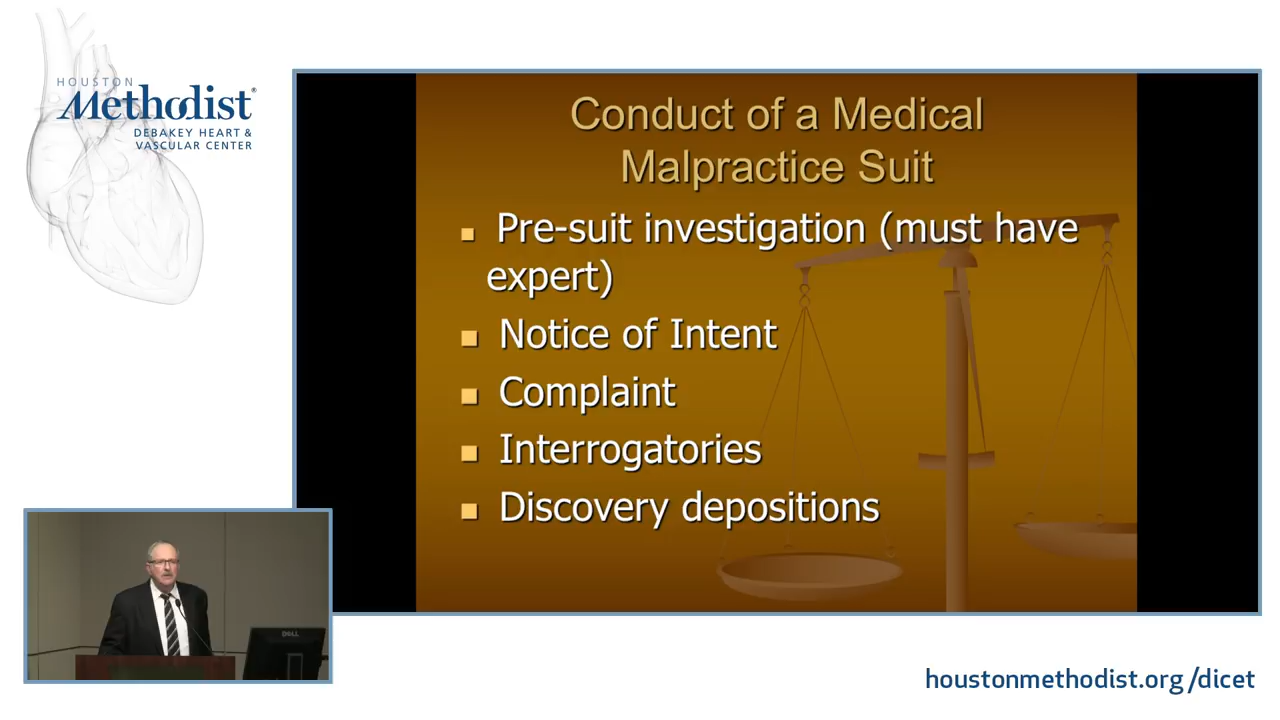 HOUSTON
Methodist®
DEBAKEY HEART &
VASCULAR CENTER
Conduct of a Medical
Malpractice Suit
Pre-suit investigation (must have
expert)
Notice of Intent
Complaint
Interrogatories
Discovery depositions
DELL
houstonmethodist.org/dicet